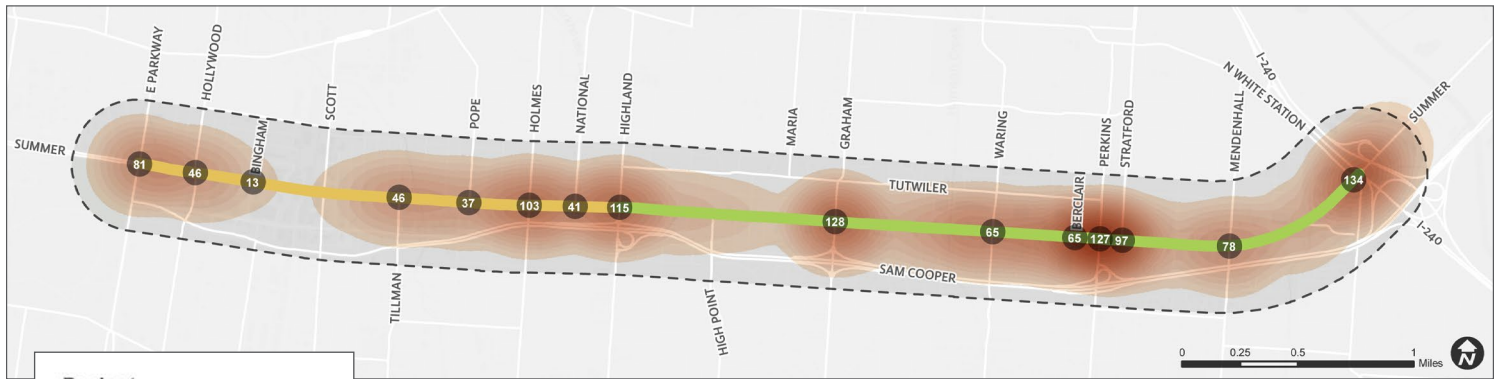 E PARKWAY
HOLLYWOOD
BINGHAM
SCOTT
POPE
HOLMES
NATIONAL
HIGHLAND
MARIA
GRAHAM
WARING
BERCLAIR
PERKINS
STRATFORD
MENDENHALL
N WHITE STATION
I-240
SUMMER
SUMMER
81
46
13
46
37
103
41
115
128
65
65
127
97
78
134
TUTWILER
SAM COOPER
I-240
TILLMAN
HIGH POINT
0 0.25 0.5 1
Miles
N